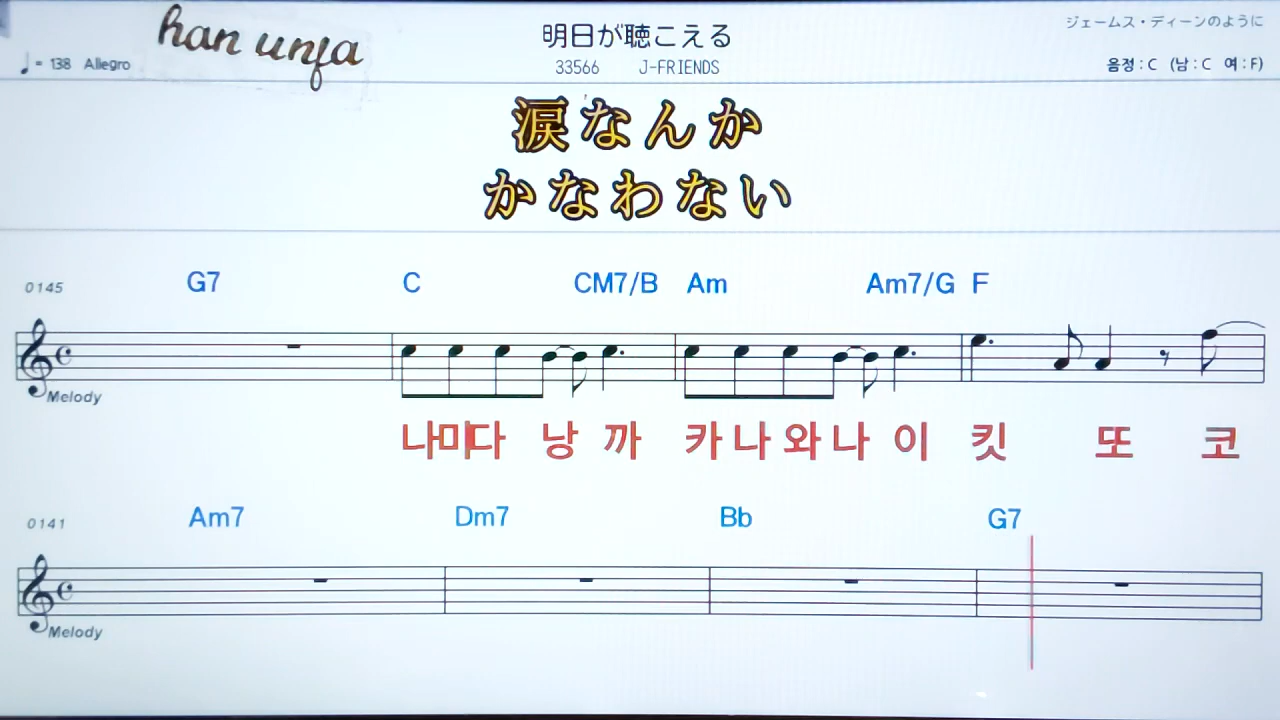 han unfa
明日が聴こえる
ジェームス・ディーンのように
♩= 138 Allegro
33566 J-FRIENDS
음정 : C (남 : C 여 : F)
涙なんか
かなわない
0145 G7 C CM7/B Am Am7/G F
Melody
나미다 낭 까 카 나 와 나 이 킷 또 코
0141 Am7 Dm7 Bb G7
Melody